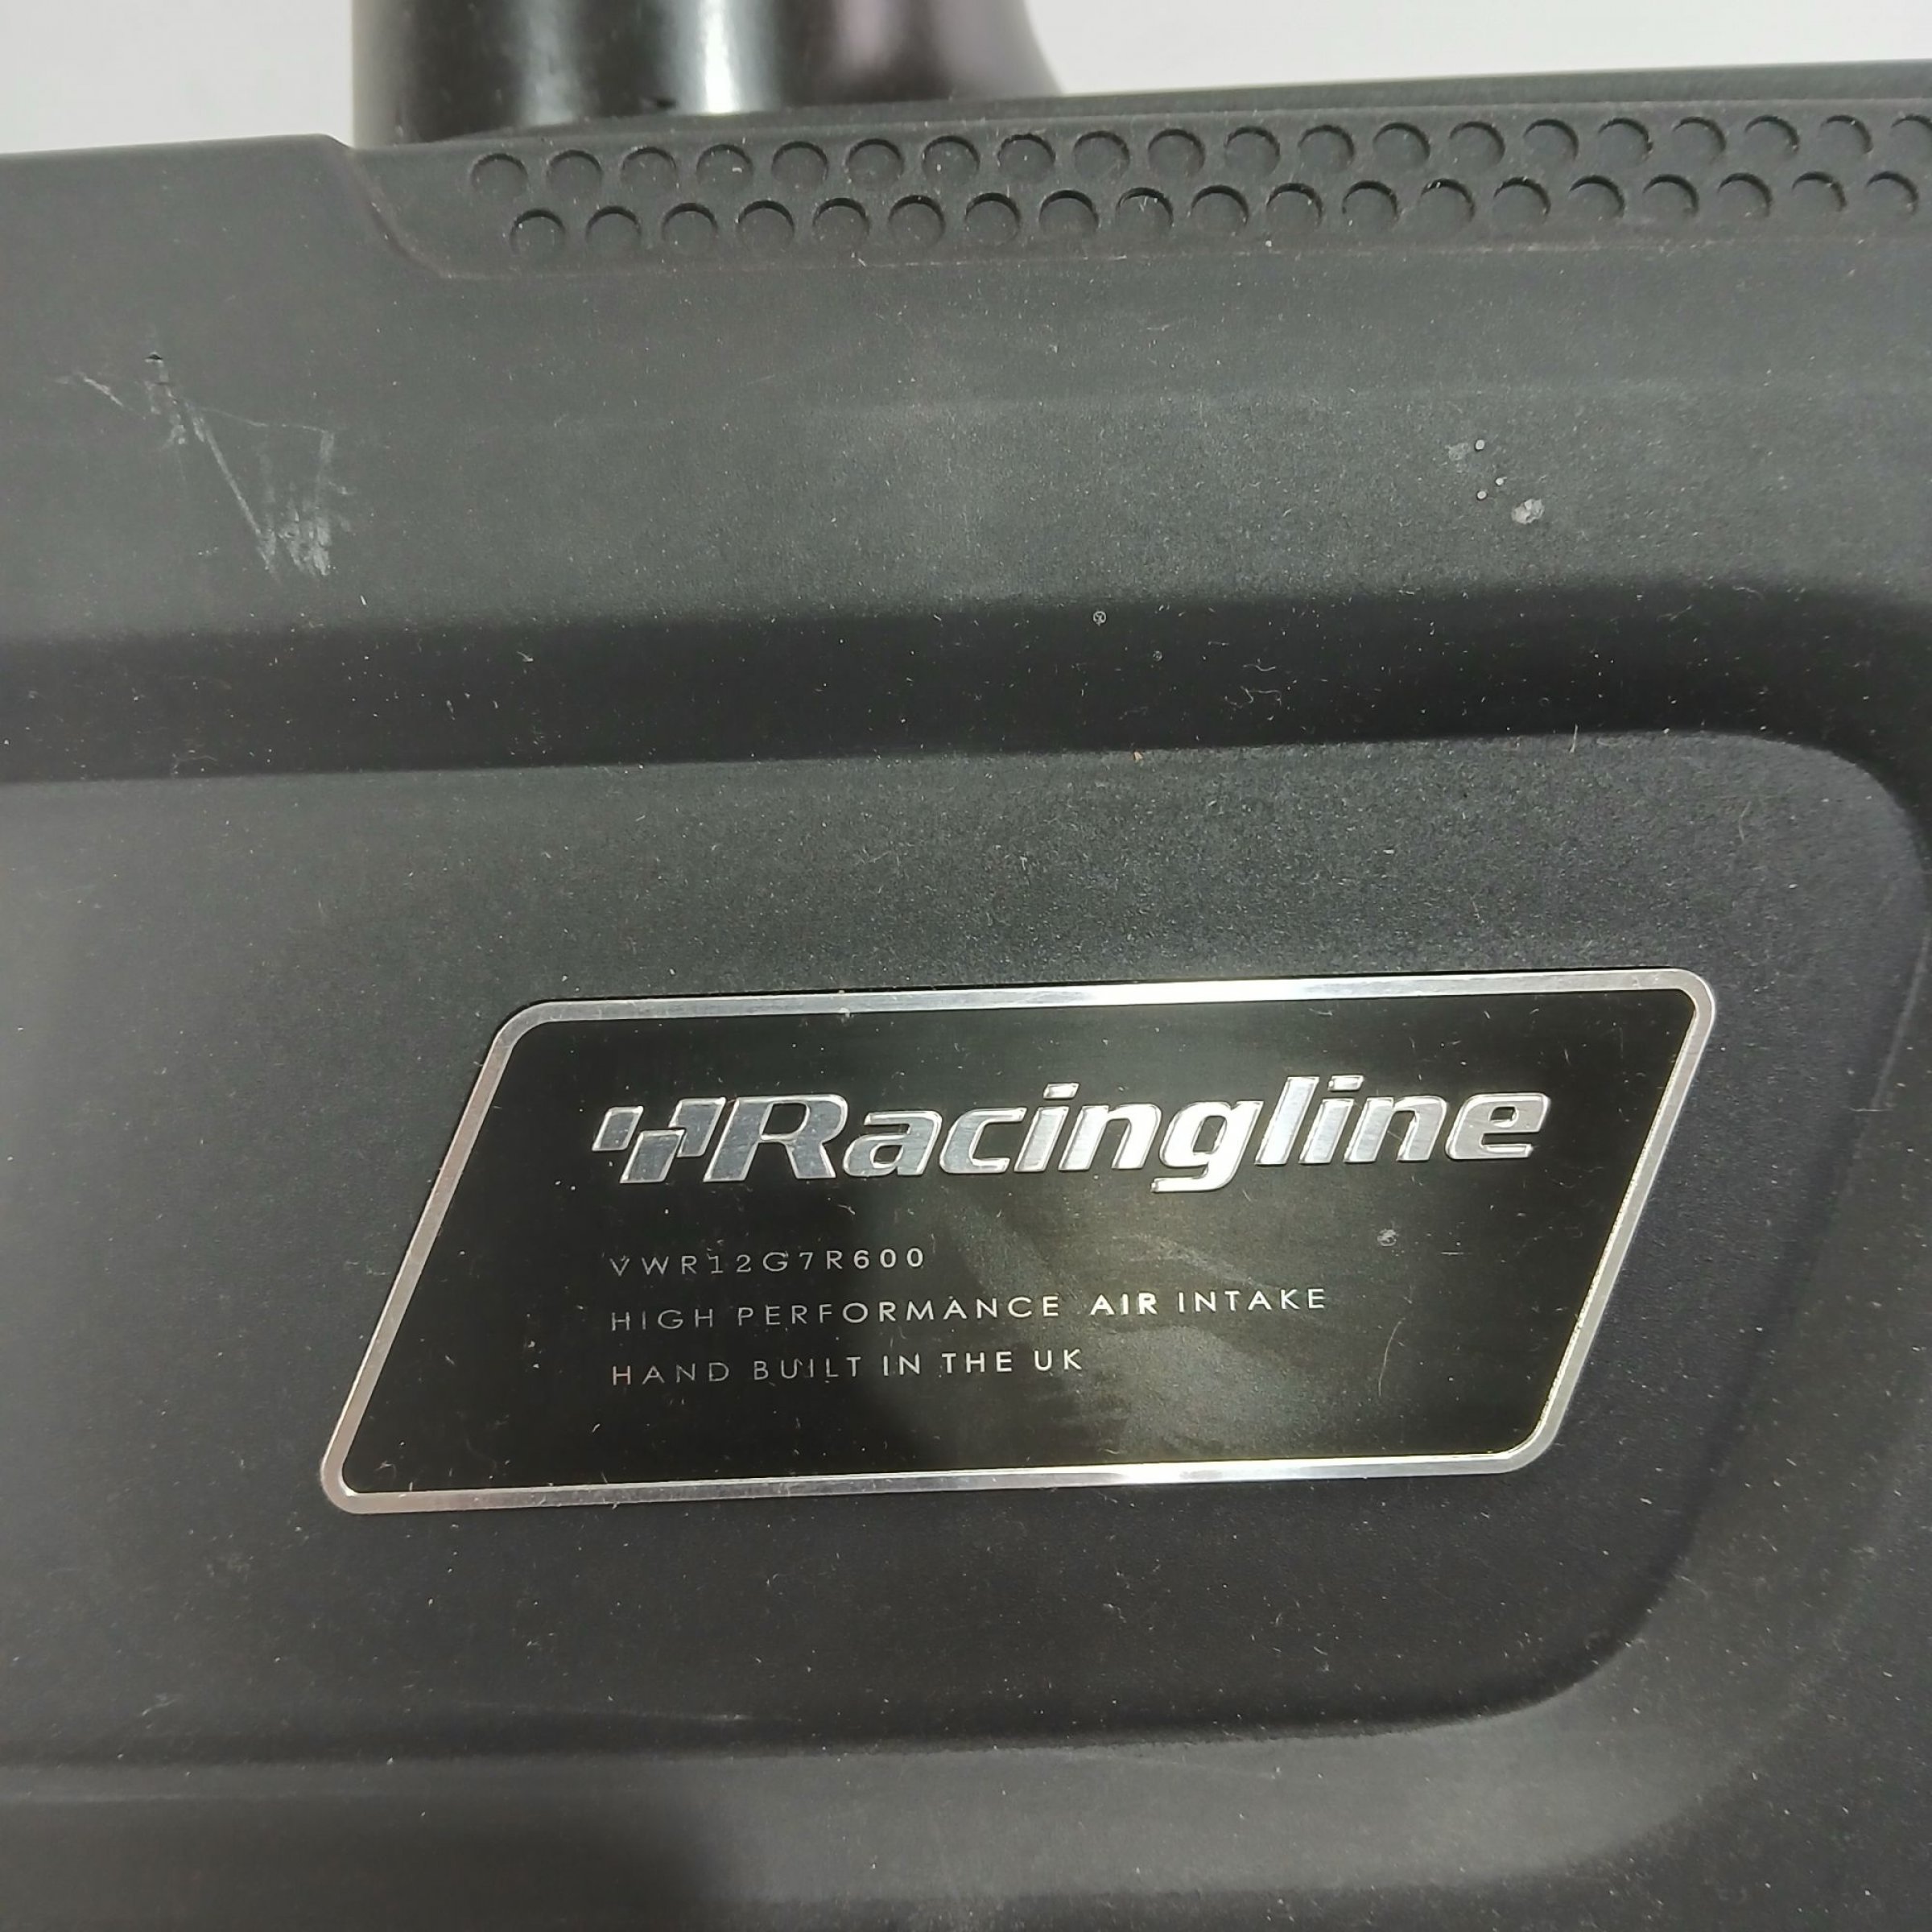 Racingline
VWR12G7R600
HIGH PERFORMANCE AIR INTAKE
HAND BUILT IN THE UK